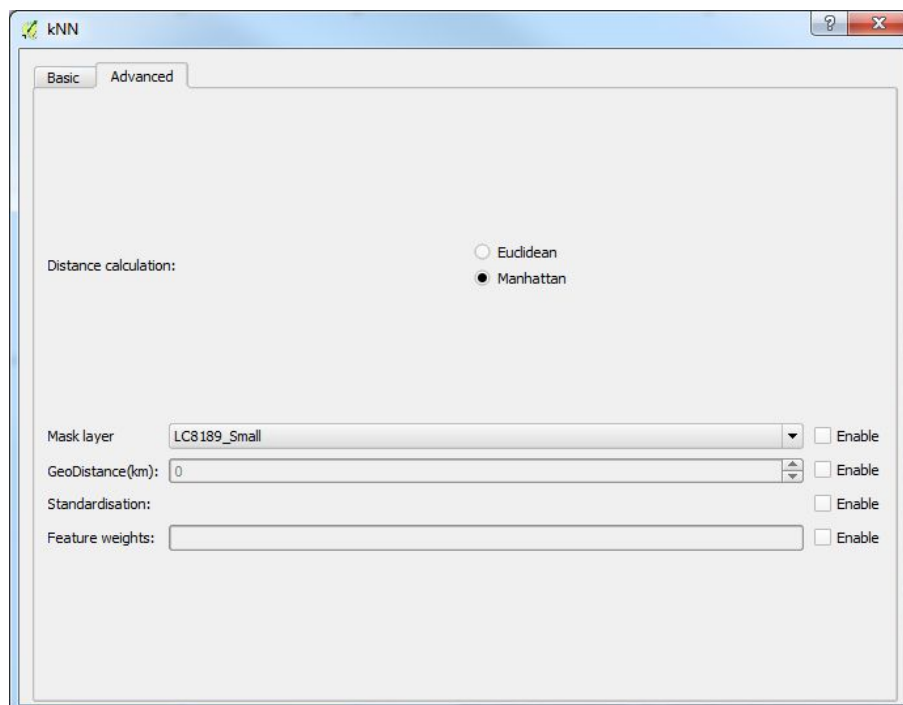 kNN
Basic Advanced
Distance calculation:
Euclidean
Manhattan
Mask layer LC8189_Small Enable
GeoDistance(km): 0 Enable
Standardisation: Enable
Feature weights: Enable